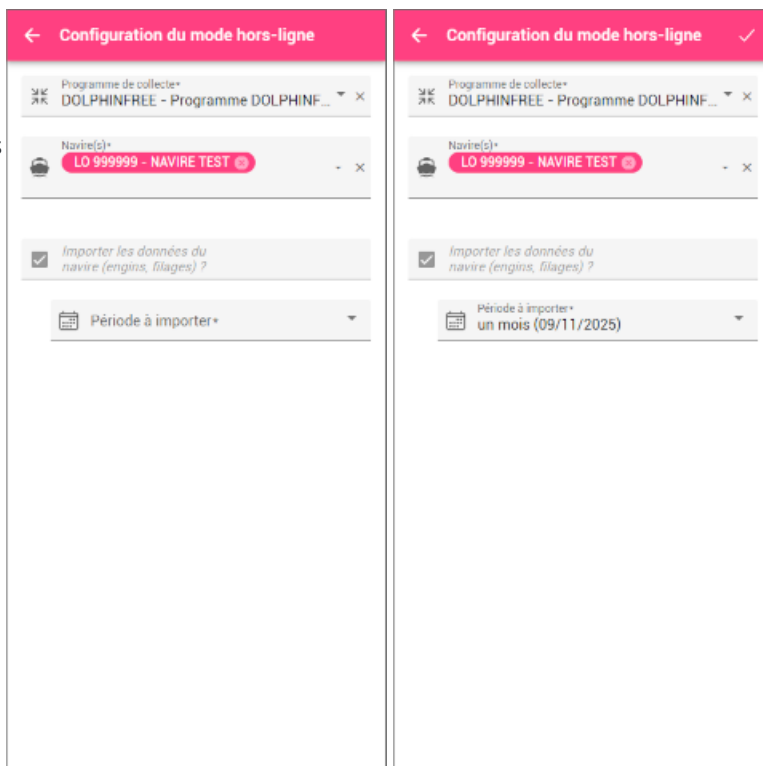 Configuration du mode hors-ligne
Programme de collecte*
DOLPHINFREE - Programme DOLPHINF...
Navire(s)*
LO 999999 - NAVIRE TEST
Importer les données du
navire (engins, filages) ?
Période à importer*
Configuration du mode hors-ligne
Programme de collecte*
DOLPHINFREE - Programme DOLPHINF...
Navire(s)*
LO 999999 - NAVIRE TEST
Importer les données du
navire (engins, filages) ?
Période à importer*
un mois (09/11/2025)